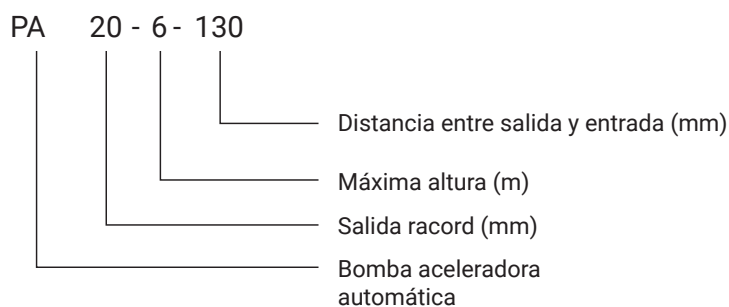 PA 20 - 6 - 130
Distancia entre salida y entrada (mm)
Máxima altura (m)
Salida racord (mm)
Bomba aceleradora
automática